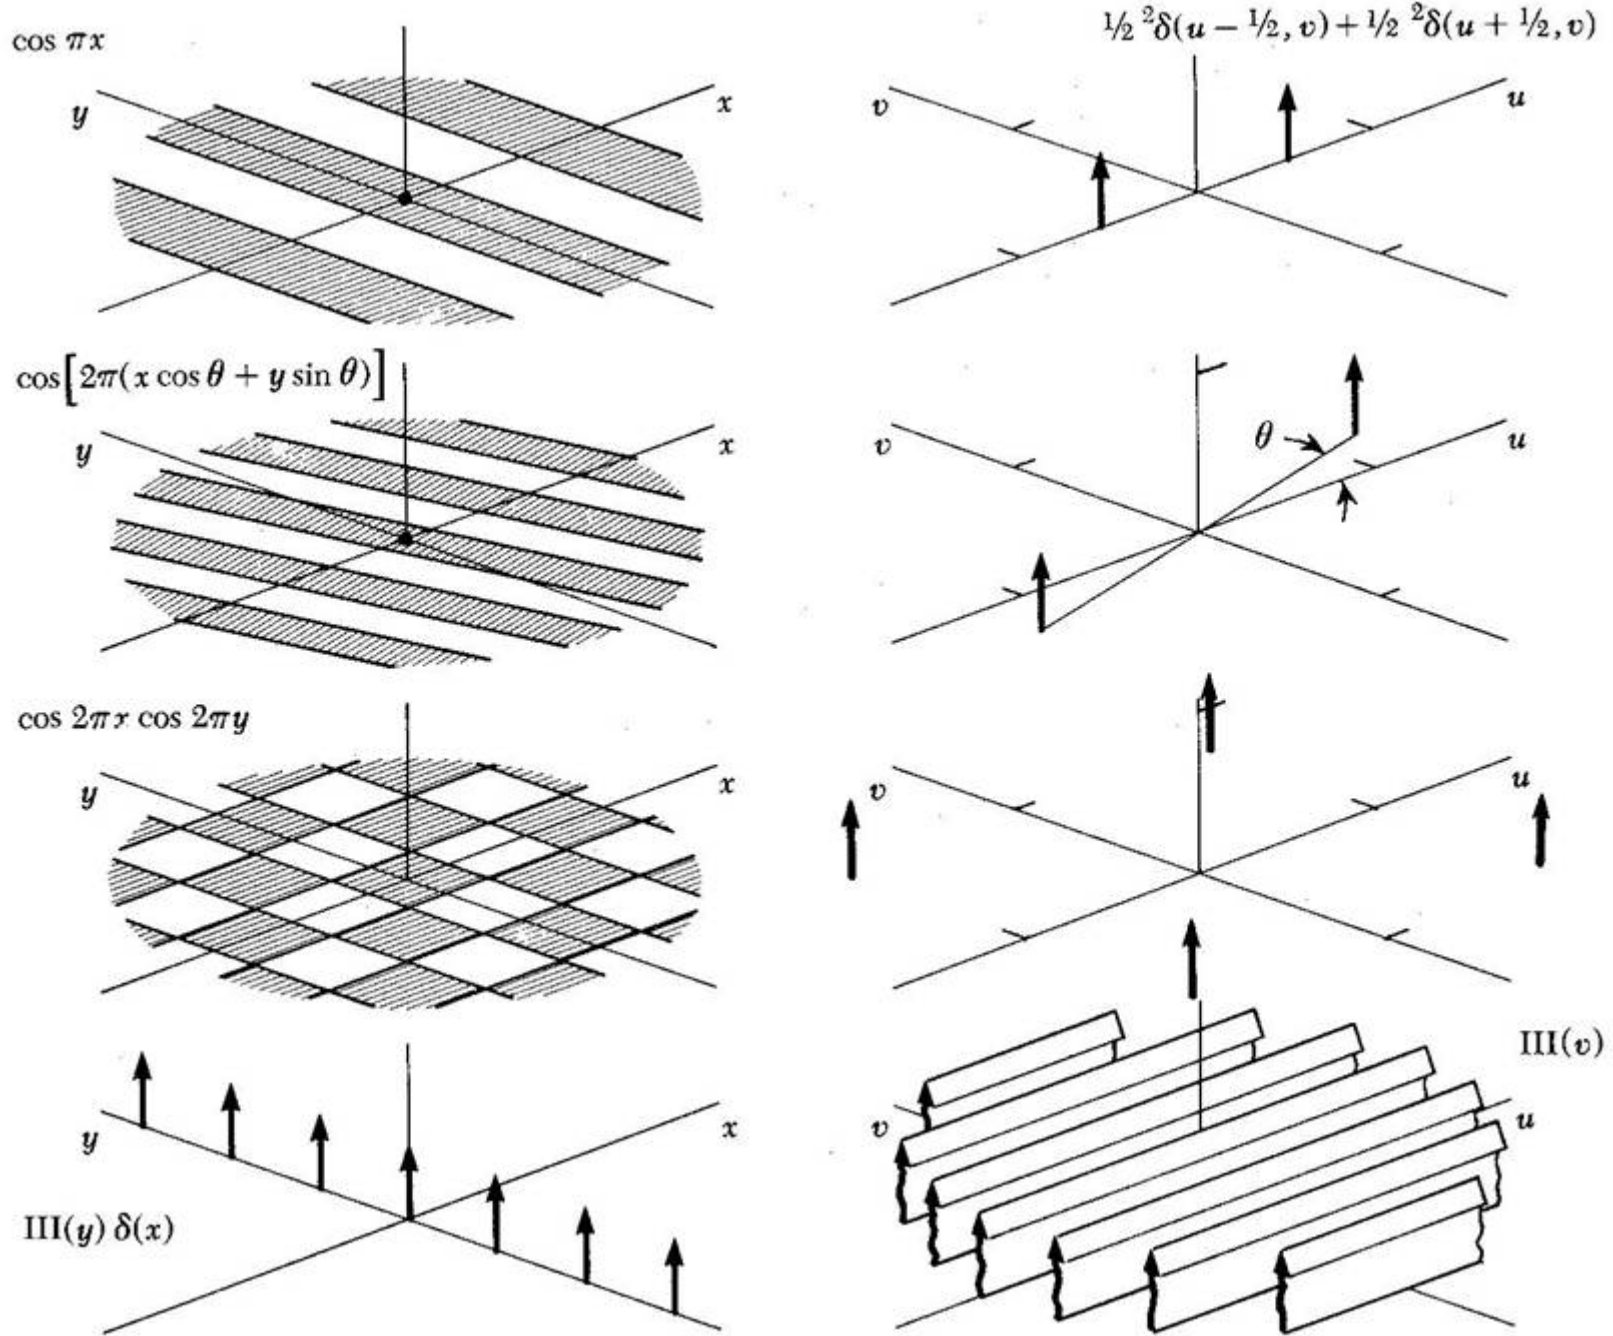 cos πx
½ ²δ(u − ½, v) + ½ ²δ(u + ½, v)
y
x
v
u
cos[2π(x cos θ + y sin θ)]
y
x
v
θ
u
cos 2πx cos 2πy
y
x
v
u
III(v)
y
x
v
u
III(y) δ(x)